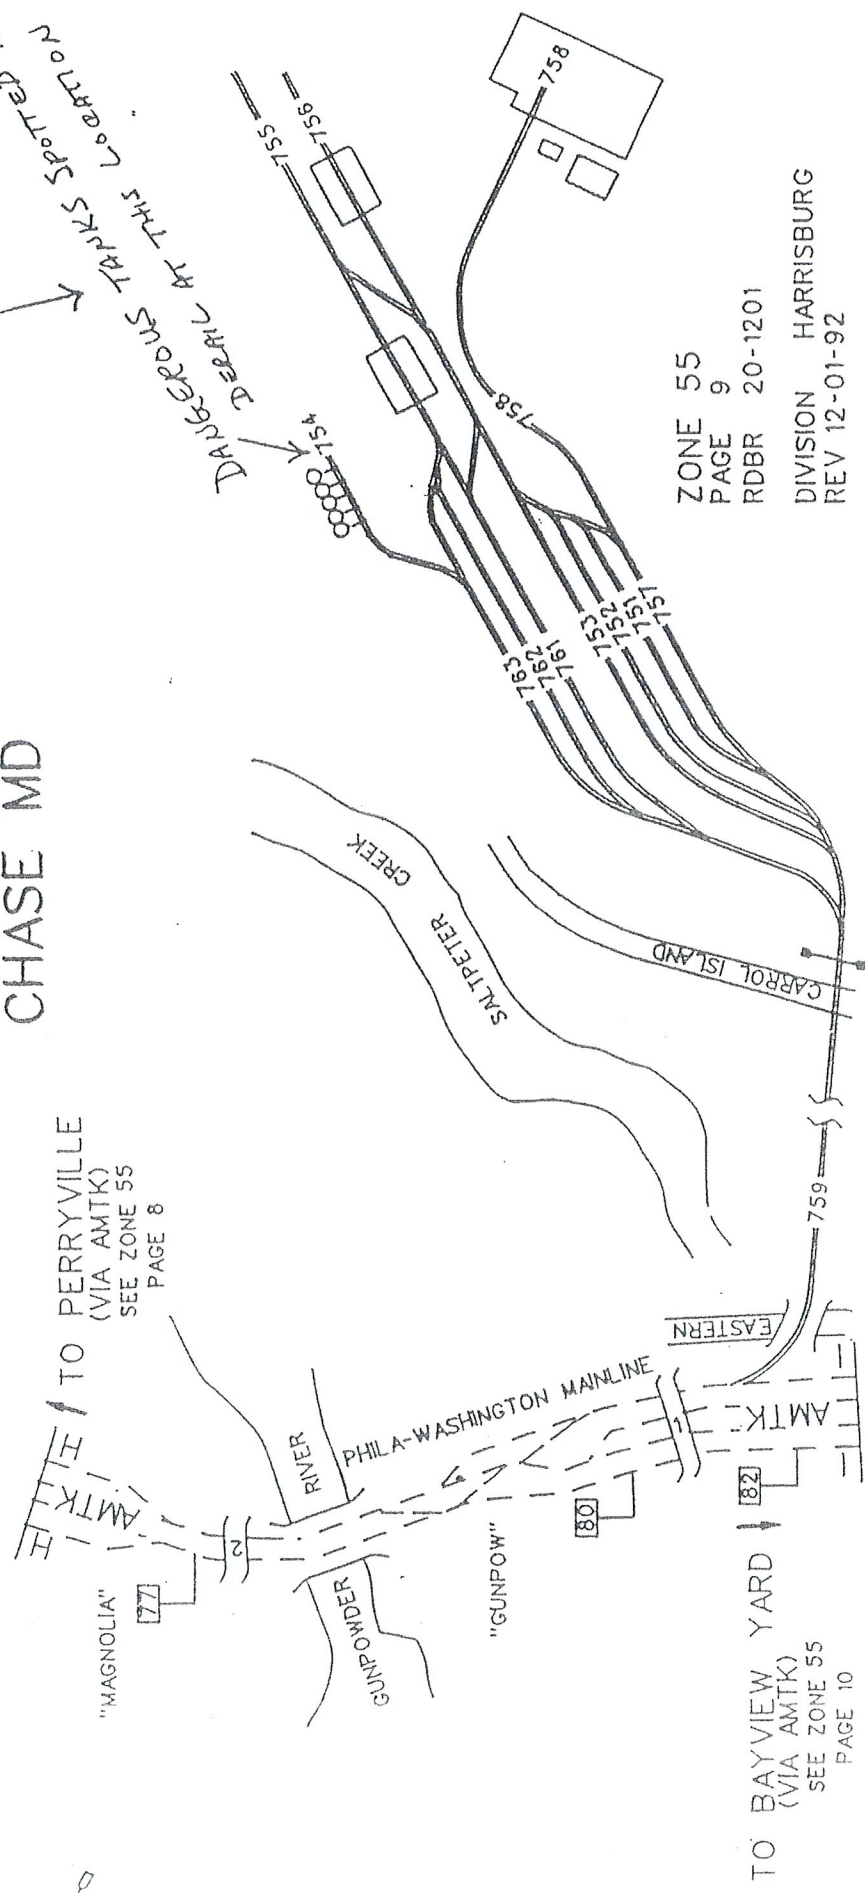 CHASE MD
DANGEROUS TANKS SPOTTED
DERAIL AT THIS LOCATION
TO PERRYVILLE
(VIA AMTK)
SEE ZONE 55
PAGE 8
"MAGNOLIA"
77
AMTK
2
GUNPOWDER
RIVER
PHILA-WASHINGTON MAINLINE
"GUNPOW"
80
1
82
AMTK
TO BAYVIEW YARD
(VIA AMTK)
SEE ZONE 55
PAGE 10
EASTERN
759
SALTPETER CREEK
CARROL ISLAND
763
762
761
753
752
751
757
754
755
756
758
758
ZONE 55
PAGE 9
RDBR 20-1201
DIVISION HARRISBURG
REV 12-01-92